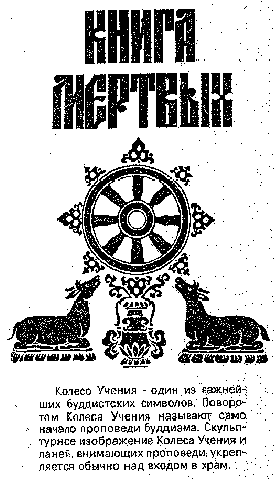 КНИГА
МЕРТВЫХ
Колесо Учения - один из важней-
ших буддистских символов. Поворо-
том Колеса Учения называют само
начало проповеди буддизма. Скульп-
турное изображение Колеса Учения и
ланей, внимающих проповеди, укреп-
ляется обычно над входом в храм.